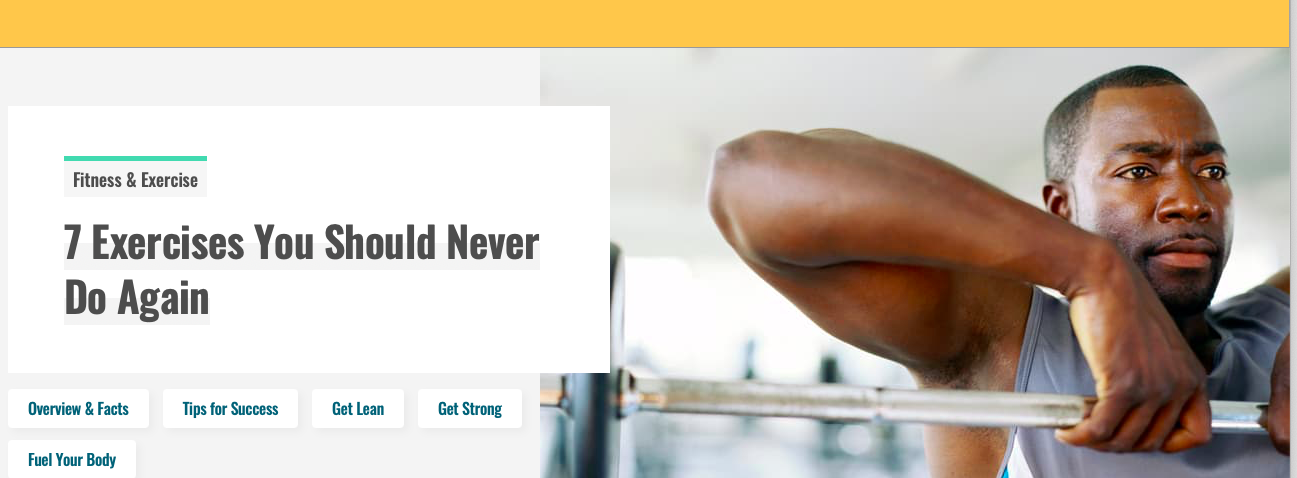 Fitness & Exercise
7 Exercises You Should Never
Do Again
Overview & Facts
Tips for Success
Get Lean
Get Strong
Fuel Your Body